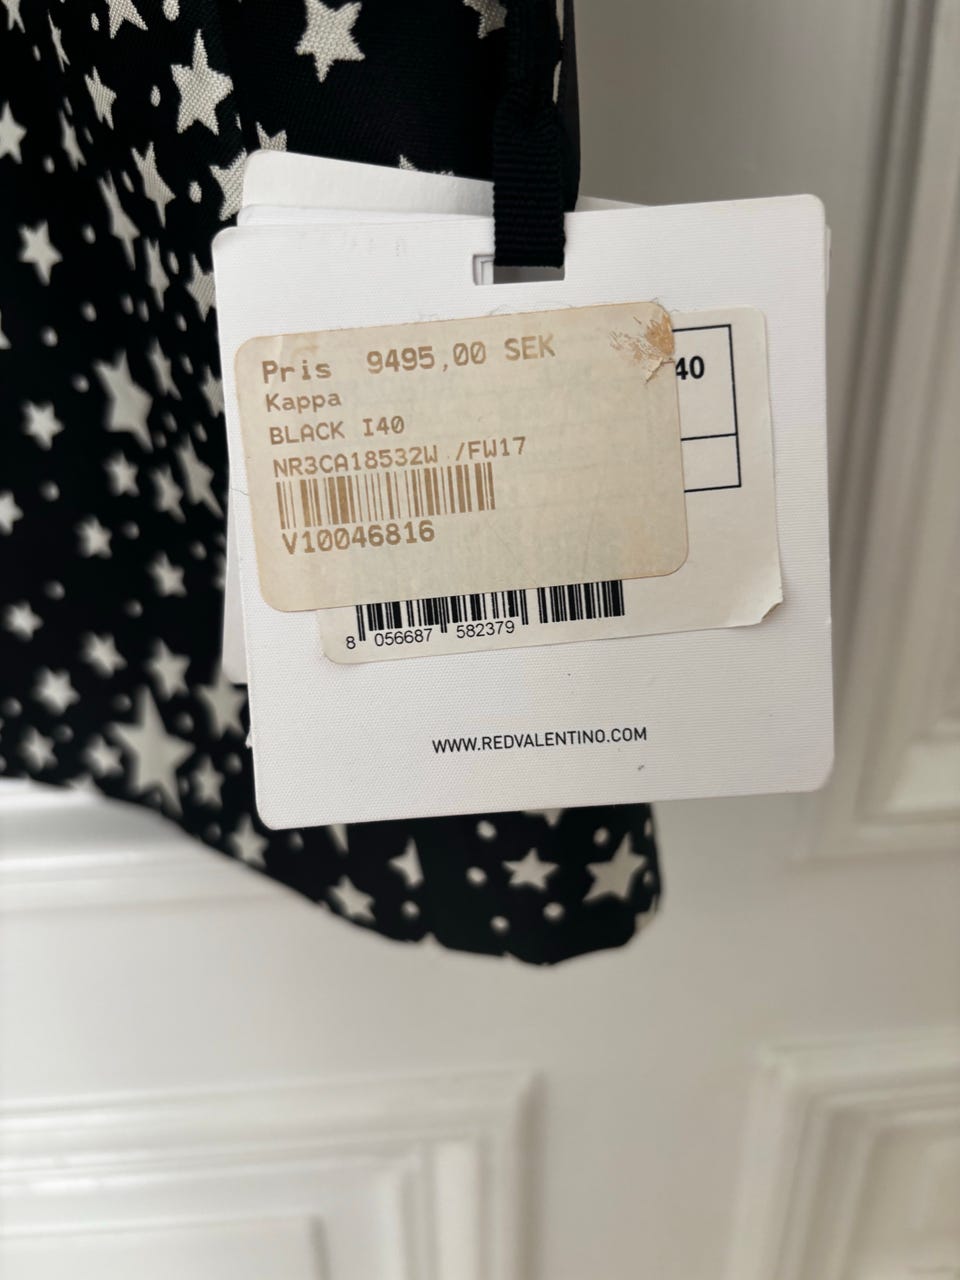 Pris 9495,00 SEK
40
Kappa
BLACK I40
NR3CA18532W /FW17
V10046816
8 056687 582379
WWW.REDVALENTINO.COM